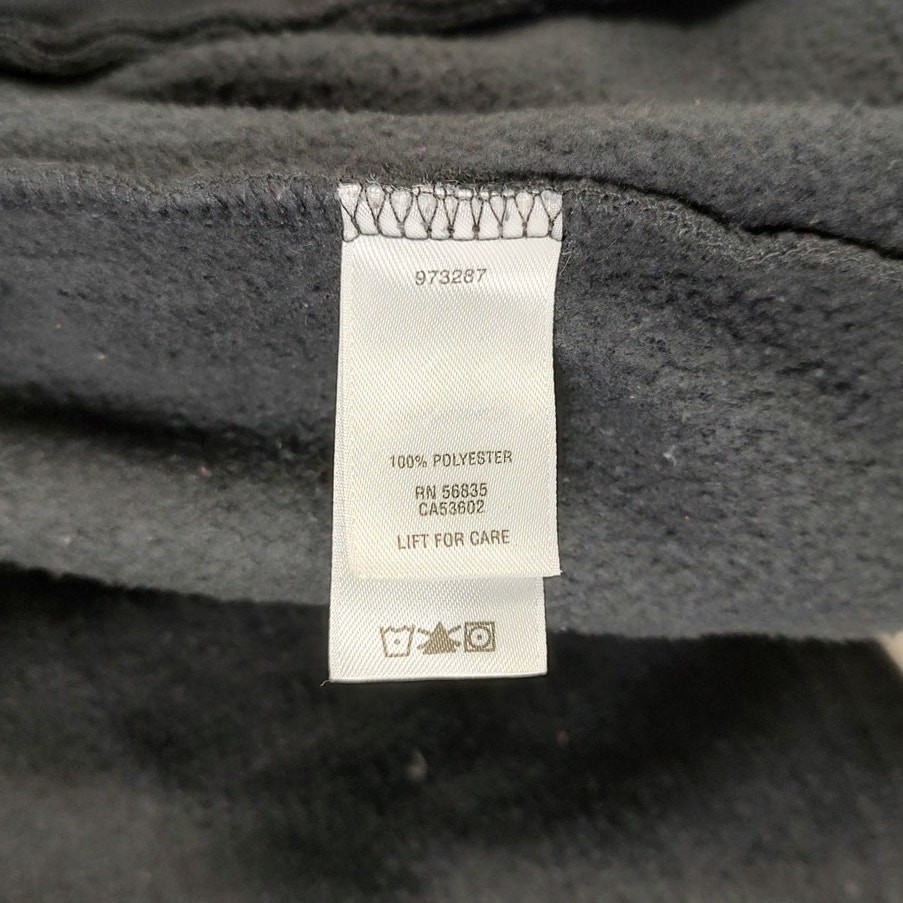 973287
100% POLYESTER
RN 56835
CA53602
LIFT FOR CARE